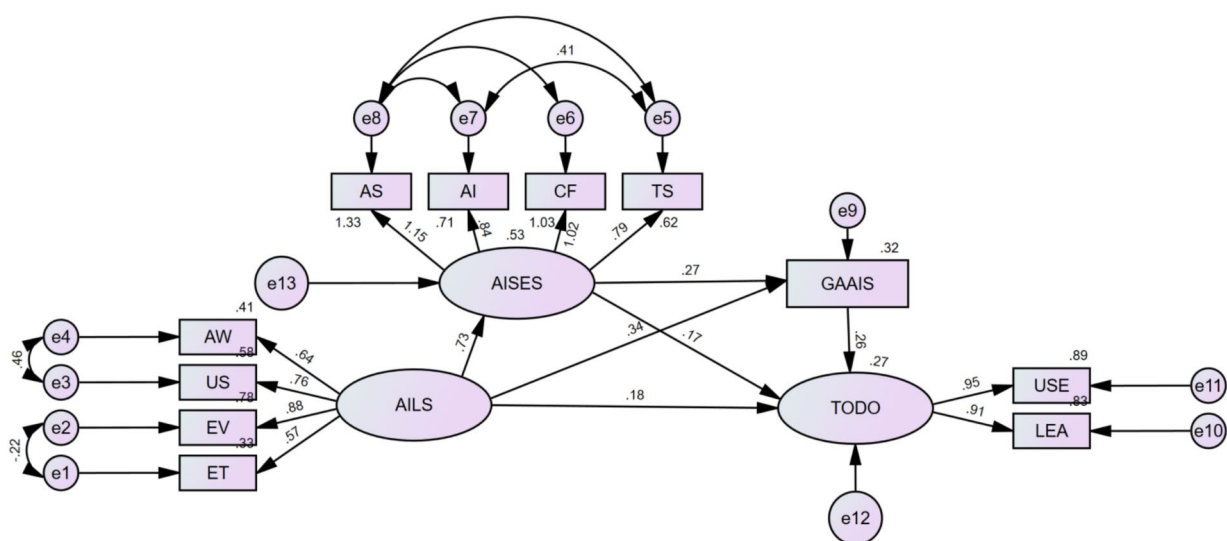 .41
e8
e7
e6
e5
AS
AI
CF
TS
e9
1.33
.71
1.03
.62
1.15
.84
.53
1.02
.79
.32
e13
AISES
.27
GAAIS
.41
e4
AW
.64
.73
.34
.17
.26
.46
.58
e3
US
.76
.27
.89
.78
.88
AILS
.18
TODO
.95
USE
e11
e2
EV
.91
.83
-.22
.33
.57
LEA
e10
e1
ET
e12